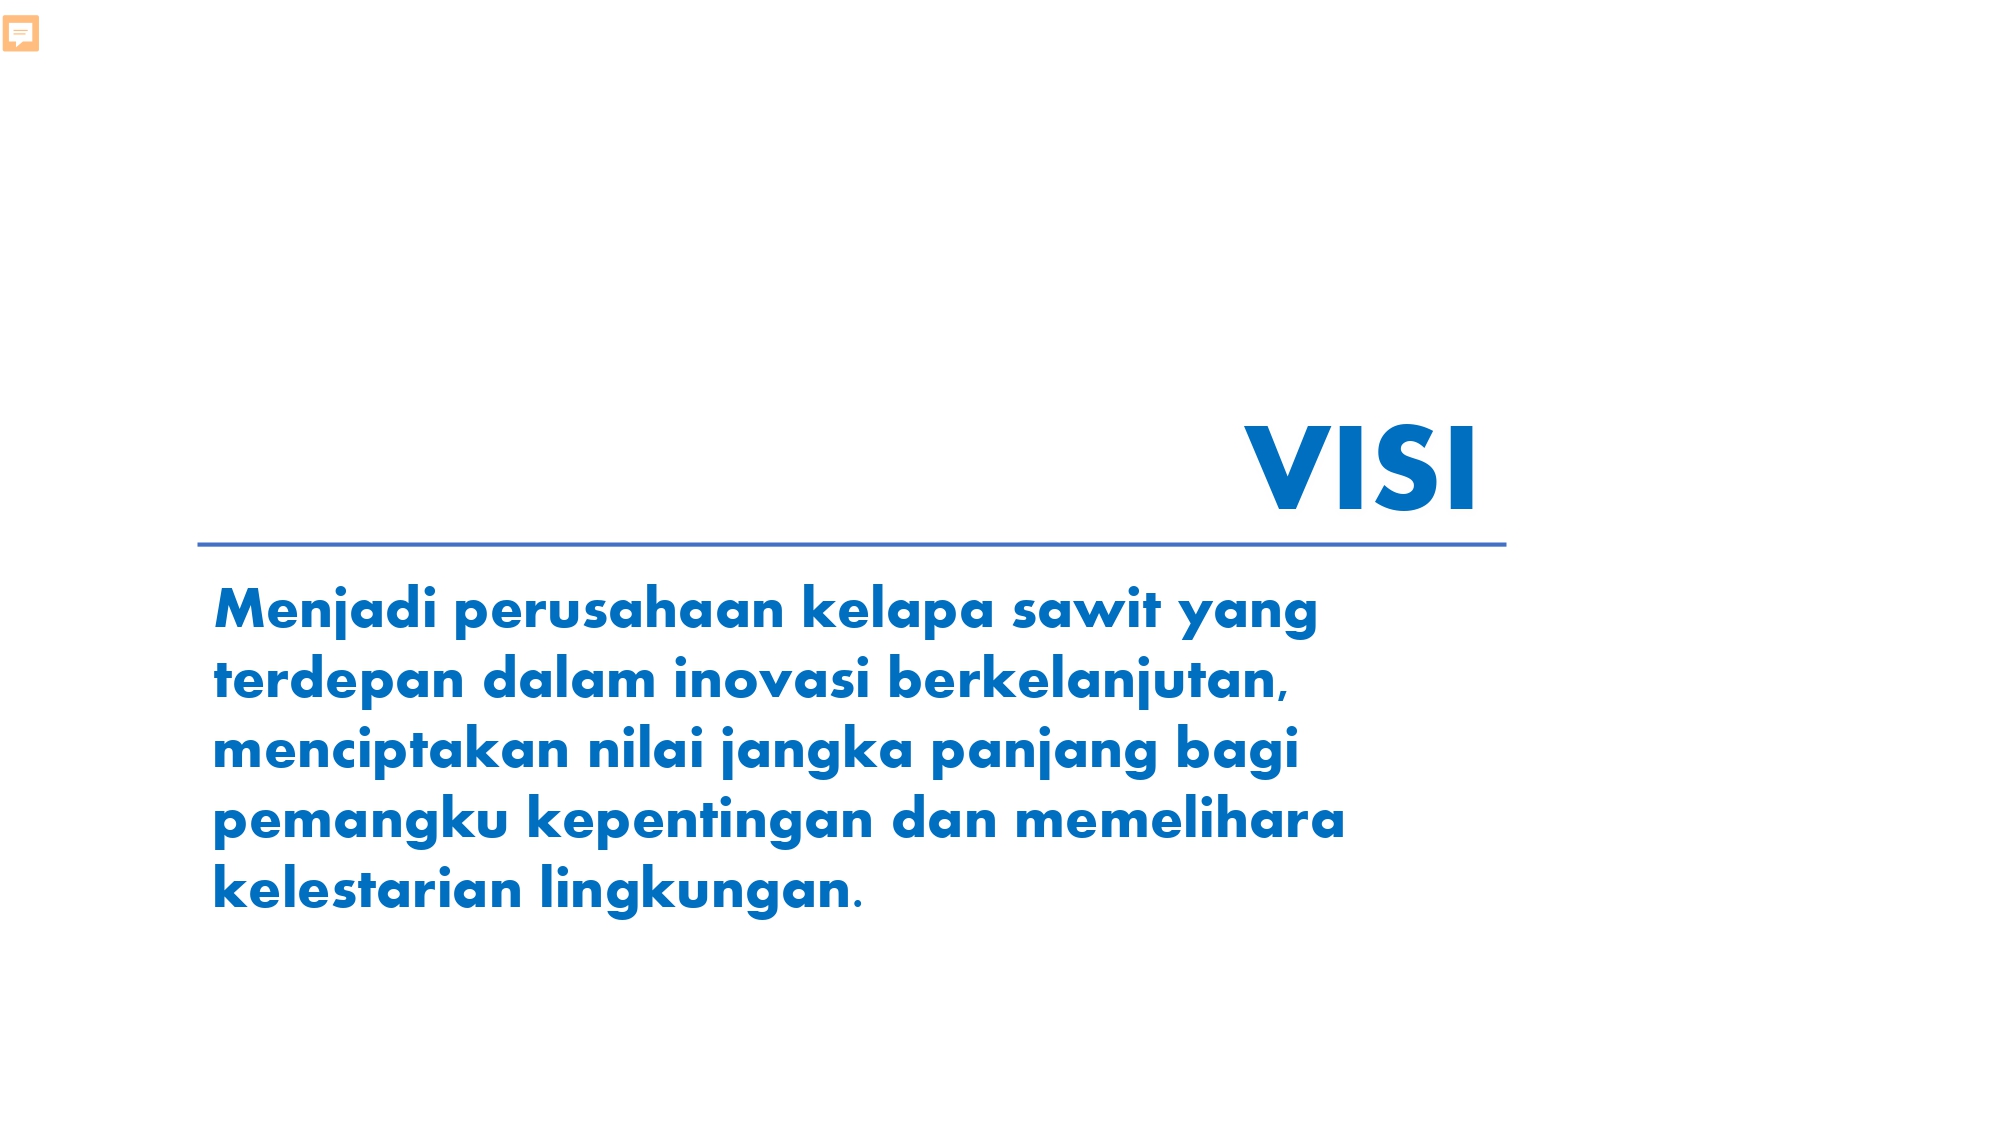 VISI
Menjadi perusahaan kelapa sawit yang
terdepan dalam inovasi berkelanjutan,
menciptakan nilai jangka panjang bagi
pemangku kepentingan dan memelihara
kelestarian lingkungan.